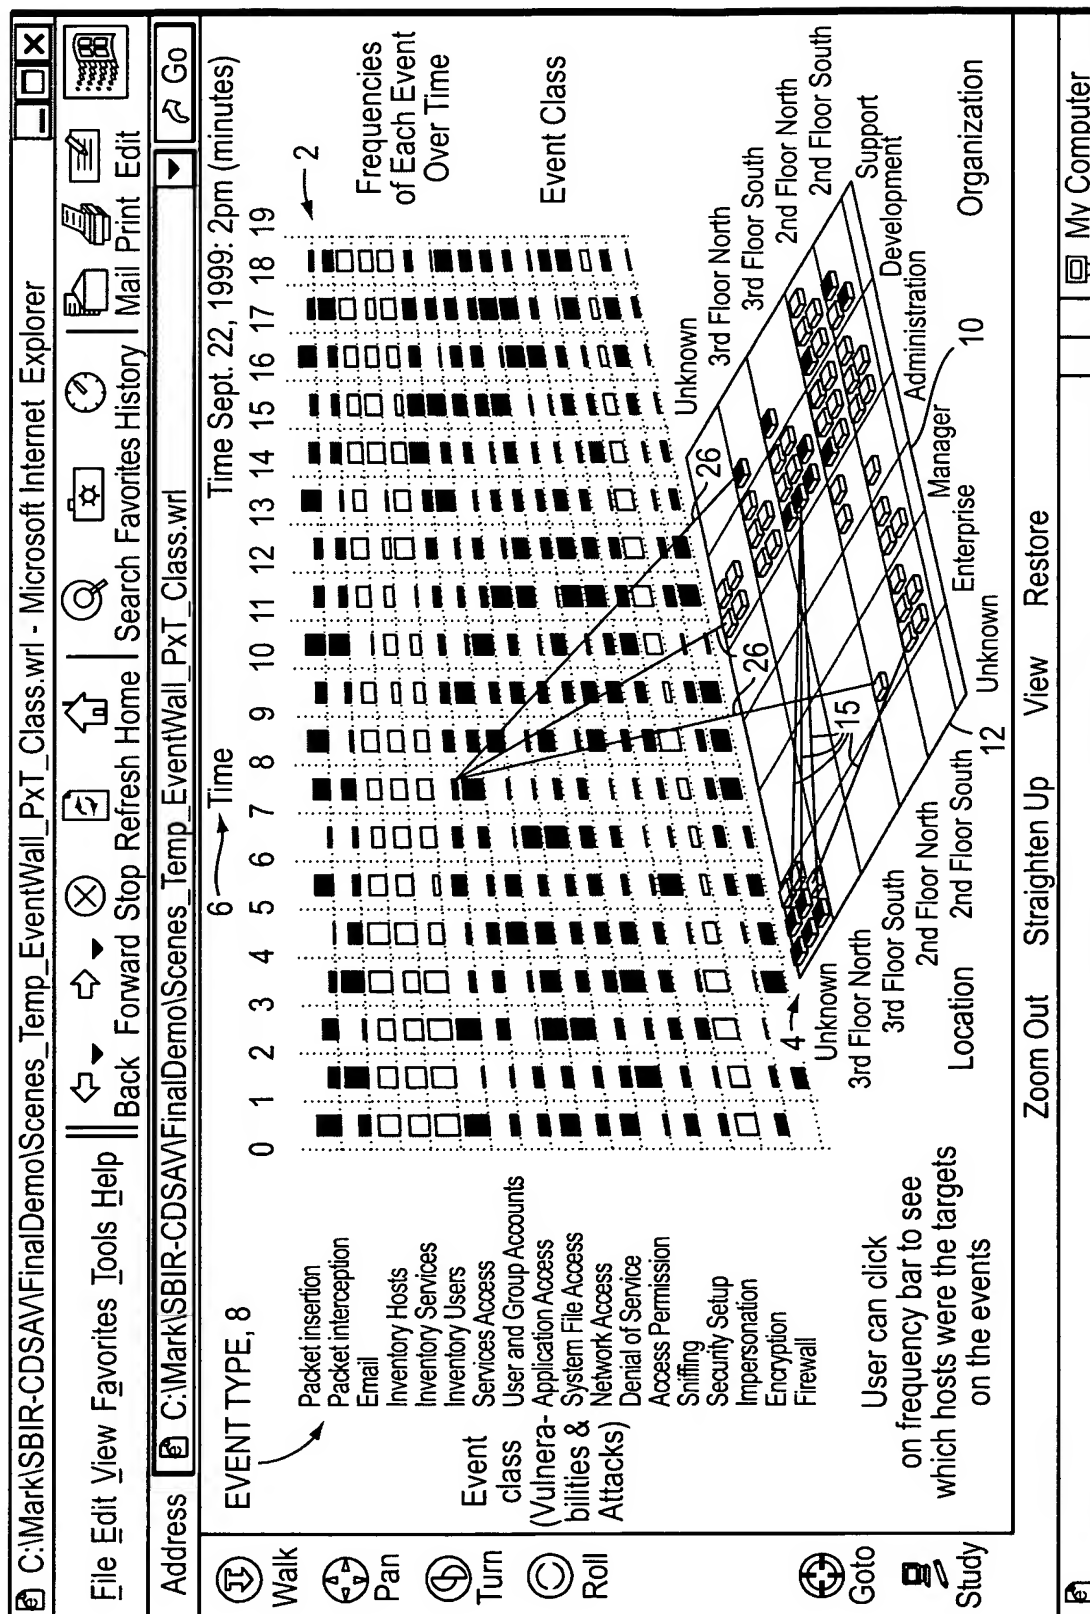 C:\Mark\SBIR-CDSAV\FinalDemo\Scenes_Temp_EventWall_PxT_Class.wrl - Microsoft Internet Explorer
File Edit View Favorites Tools Help
Back Forward Stop Refresh Home Search Favorites History Mail Print Edit
Address C:\Mark\SBIR-CDSAV\FinalDemo\Scenes_Temp_EventWall_PxT_Class.wrl Go
Walk
Pan
Turn
Roll
Goto
Study
EVENT TYPE, 8
6 Time
Time Sept. 22, 1999: 2pm (minutes)
0 1 2 3 4 5 6 7 8 9 10 11 12 13 14 15 16 17 18 19
2
Packet insertion
Packet interception
Email
Inventory Hosts
Inventory Services
Inventory Users
Services Access
User and Group Accounts
Application Access
System File Access
Network Access
Denial of Service
Access Permission
Sniffing
Security Setup
Impersonation
Encryption
Firewall
Event
class
(Vulnera-
bilities &
Attacks)
Frequencies
of Each Event
Over Time
Event Class
User can click
on frequency bar to see
which hosts were the targets
on the events
4
26
26
15
Unknown
3rd Floor North
3rd Floor South
2nd Floor North
2nd Floor South
Unknown
3rd Floor North
3rd Floor South
2nd Floor North
2nd Floor South
Location
12
Unknown
Enterprise
Manager
10
Administration
Development
Support
Organization
Zoom Out Straighten Up View Restore
My Computer